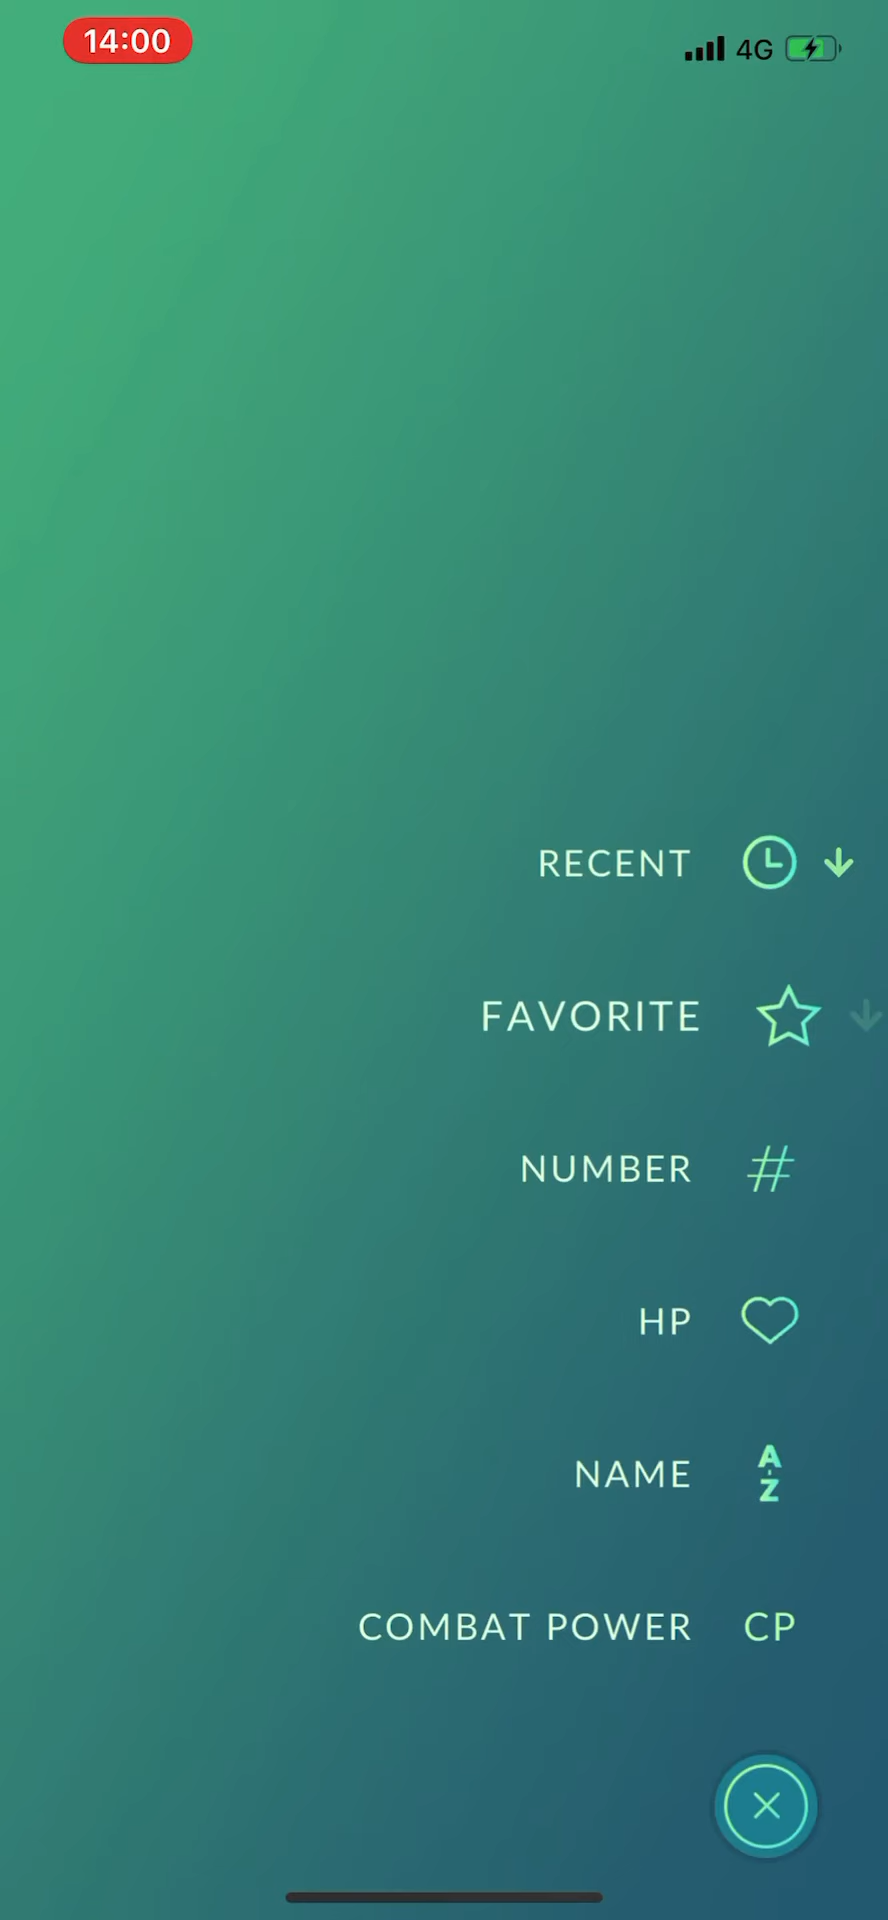 14:00 4G
RECENT
FAVORITE
NUMBER #
HP
NAME A-Z
COMBAT POWER CP